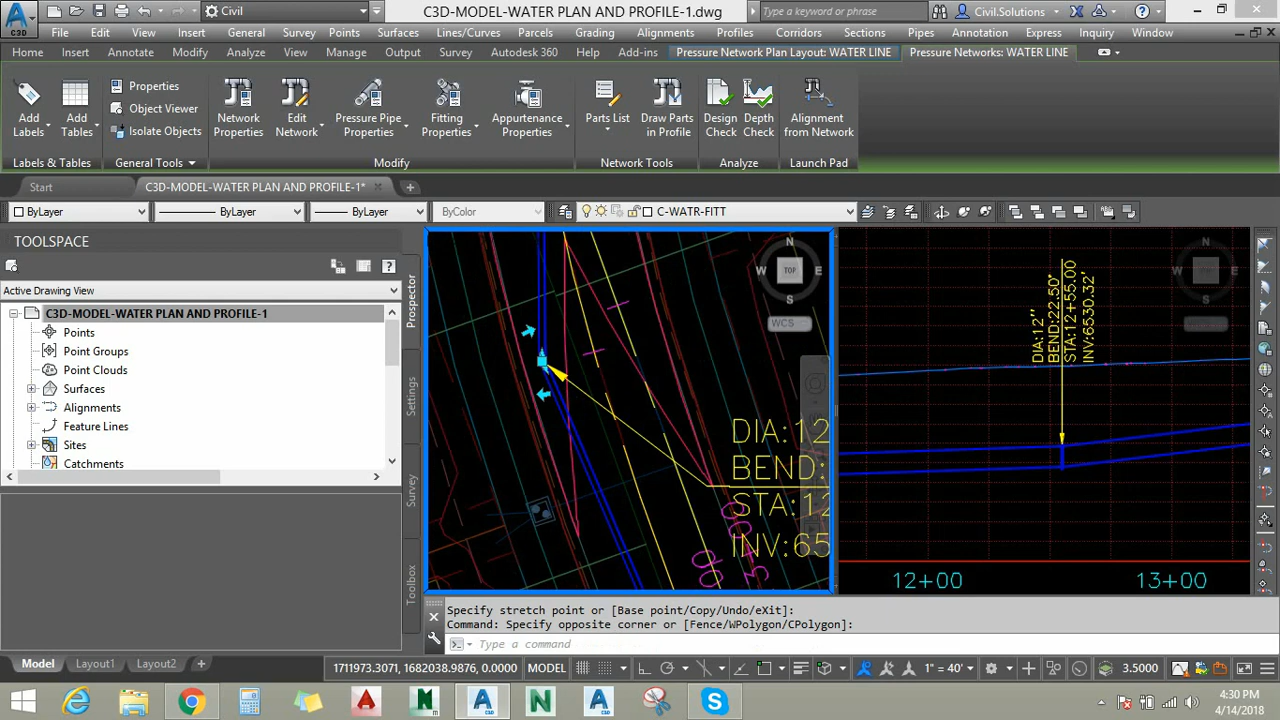 Civil
C3D-MODEL-WATER PLAN AND PROFILE-1.dwg
Type a keyword or phrase
Civil.Solutions
C3D
File Edit View Insert General Survey Points Surfaces Lines/Curves Parcels Grading Alignments Profiles Corridors Sections Pipes Annotation Express Inquiry Window
Home Insert Annotate Modify Analyze View Manage Output Survey Autodesk 360 Help Add-ins Pressure Network Plan Layout: WATER LINE Pressure Networks: WATER LINE
Add Labels
Add Tables
Properties
Object Viewer
Isolate Objects
Network Properties
Edit Network
Pressure Pipe Properties
Fitting Properties
Appurtenance Properties
Parts List
Draw Parts in Profile
Design Check
Depth Check
Alignment from Network
Labels & Tables General Tools Modify Network Tools Analyze Launch Pad
Start C3D-MODEL-WATER PLAN AND PROFILE-1*
ByLayer ByLayer ByLayer ByColor C-WATR-FITT
TOOLSPACE
Active Drawing View
C3D-MODEL-WATER PLAN AND PROFILE-1
Points
Point Groups
Point Clouds
Surfaces
Alignments
Feature Lines
Sites
Catchments
Prospector
Settings
Survey
Toolbox
N
W TOP E
S
WCS
DIA:12
BEND:
STA:12
INV:65
N
W TOP E
S
DIA:12"
BEND:22.50°
STA:12+55.00
INV:6530.32'
12+00 13+00
Specify stretch point or [Base point/Copy/Undo/eXit]:
Command: Specify opposite corner or [Fence/WPolygon/CPolygon]:
Type a command
Model Layout1 Layout2
1711973.3071, 1682038.9876, 0.0000 MODEL 1" = 40' 3.5000
4:30 PM
4/14/2018